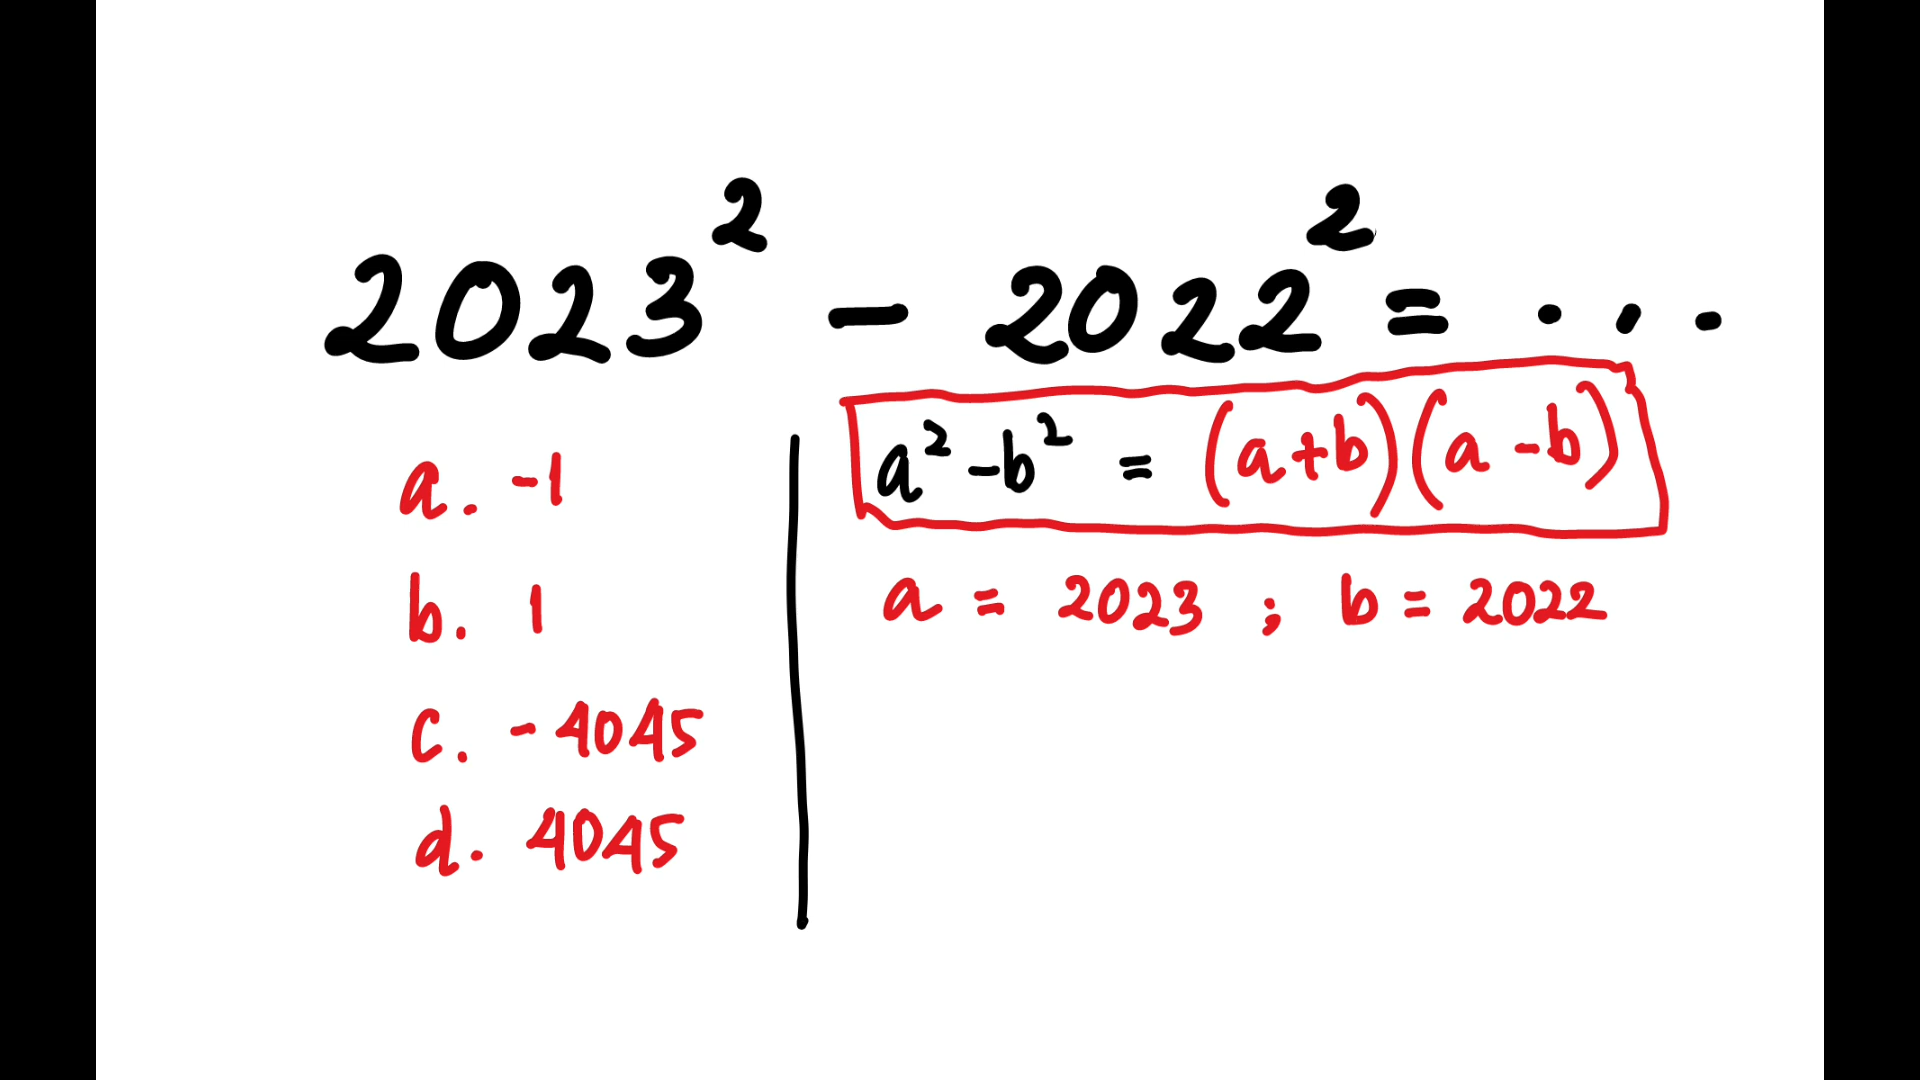 2023² - 2022² = ...
a. -1
b. 1
c. -4045
d. 4045
a² - b² = (a+b)(a-b)
a = 2023 ; b = 2022